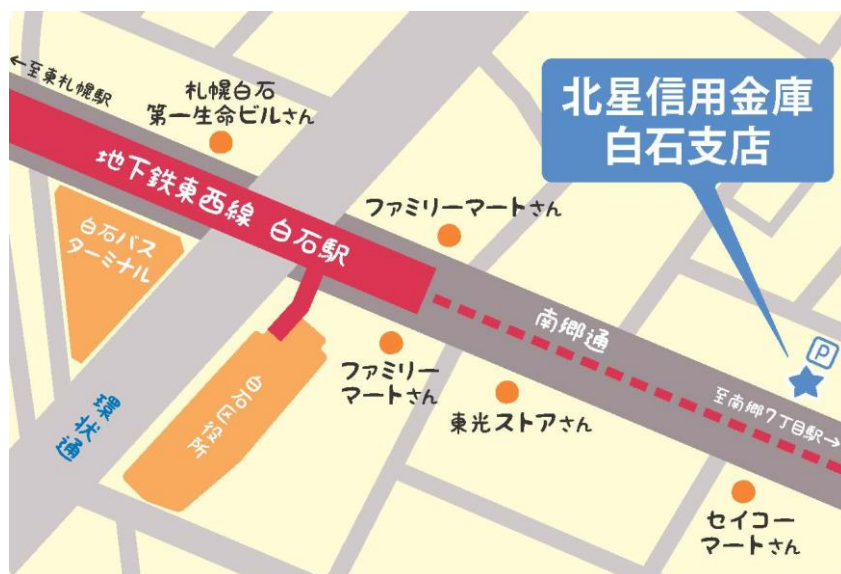 ←至東札幌駅
札幌白石
第一生命ビルさん
北星信用金庫
白石支店
地下鉄東西線 白石駅
ファミリーマートさん
白石バス
ターミナル
南郷通
P
ファミリー
マートさん
白石区役所
環状通
東光ストアさん
至南郷7丁目駅→
セイコー
マートさん